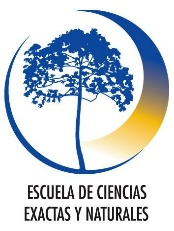 ESCUELA DE CIENCIAS
EXACTAS Y NATURALES